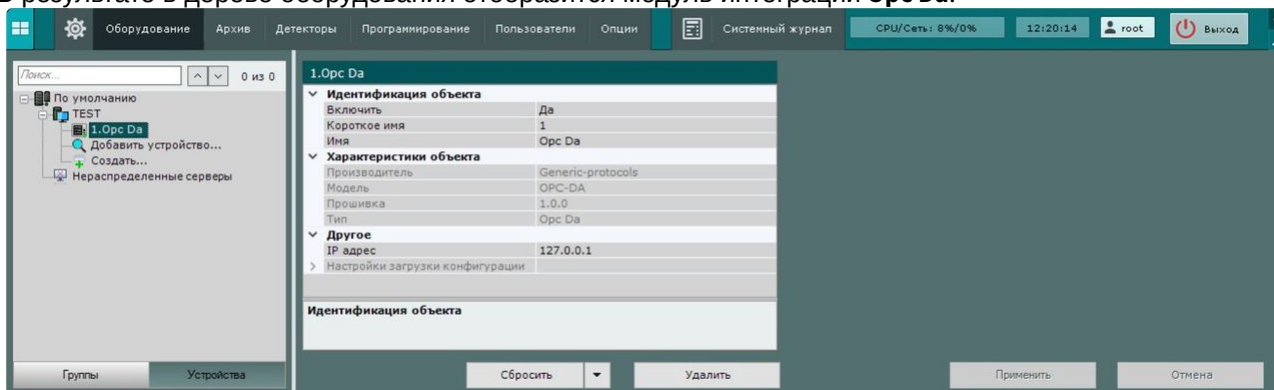 В результате в дереве оборудования отобразится модуль интеграции Opc Da.
Оборудование Архив Детекторы Программирование Пользователи Опции Системный журнал CPU/Сеть: 8%/0% 12:20:14 root Выход
Поиск... 0 из 0
По умолчанию
TEST
1.Opc Da
Добавить устройство...
Создать...
Нераспределенные серверы
1.Opc Da
Идентификация объекта
Включить Да
Короткое имя 1
Имя Opc Da
Характеристики объекта
Производитель Generic-protocols
Модель OPC-DA
Прошивка 1.0.0
Тип Opc Da
Другое
IP адрес 127.0.0.1
Настройки загрузки конфигурации
Идентификация объекта
Группы Устройства Сбросить Удалить Применить Отмена